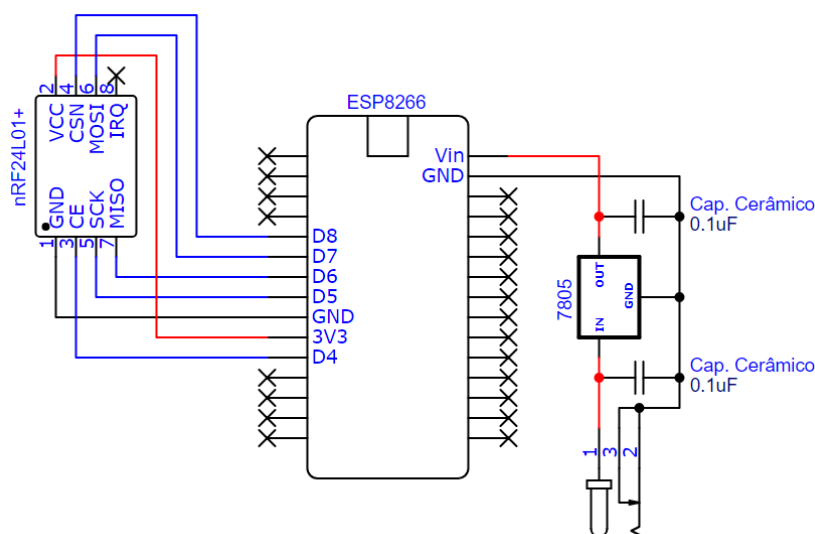 ESP8266
nRF24L01+
2
4
6
8
VCC
CSN
MOSI
IRQ
GND
CE
SCK
MISO
1
3
5
7
D8
D7
D6
D5
GND
3V3
D4
Vin
GND
Cap. Cerâmico
0.1uF
7805
OUT
GND
IN
Cap. Cerâmico
0.1uF
1
3
2